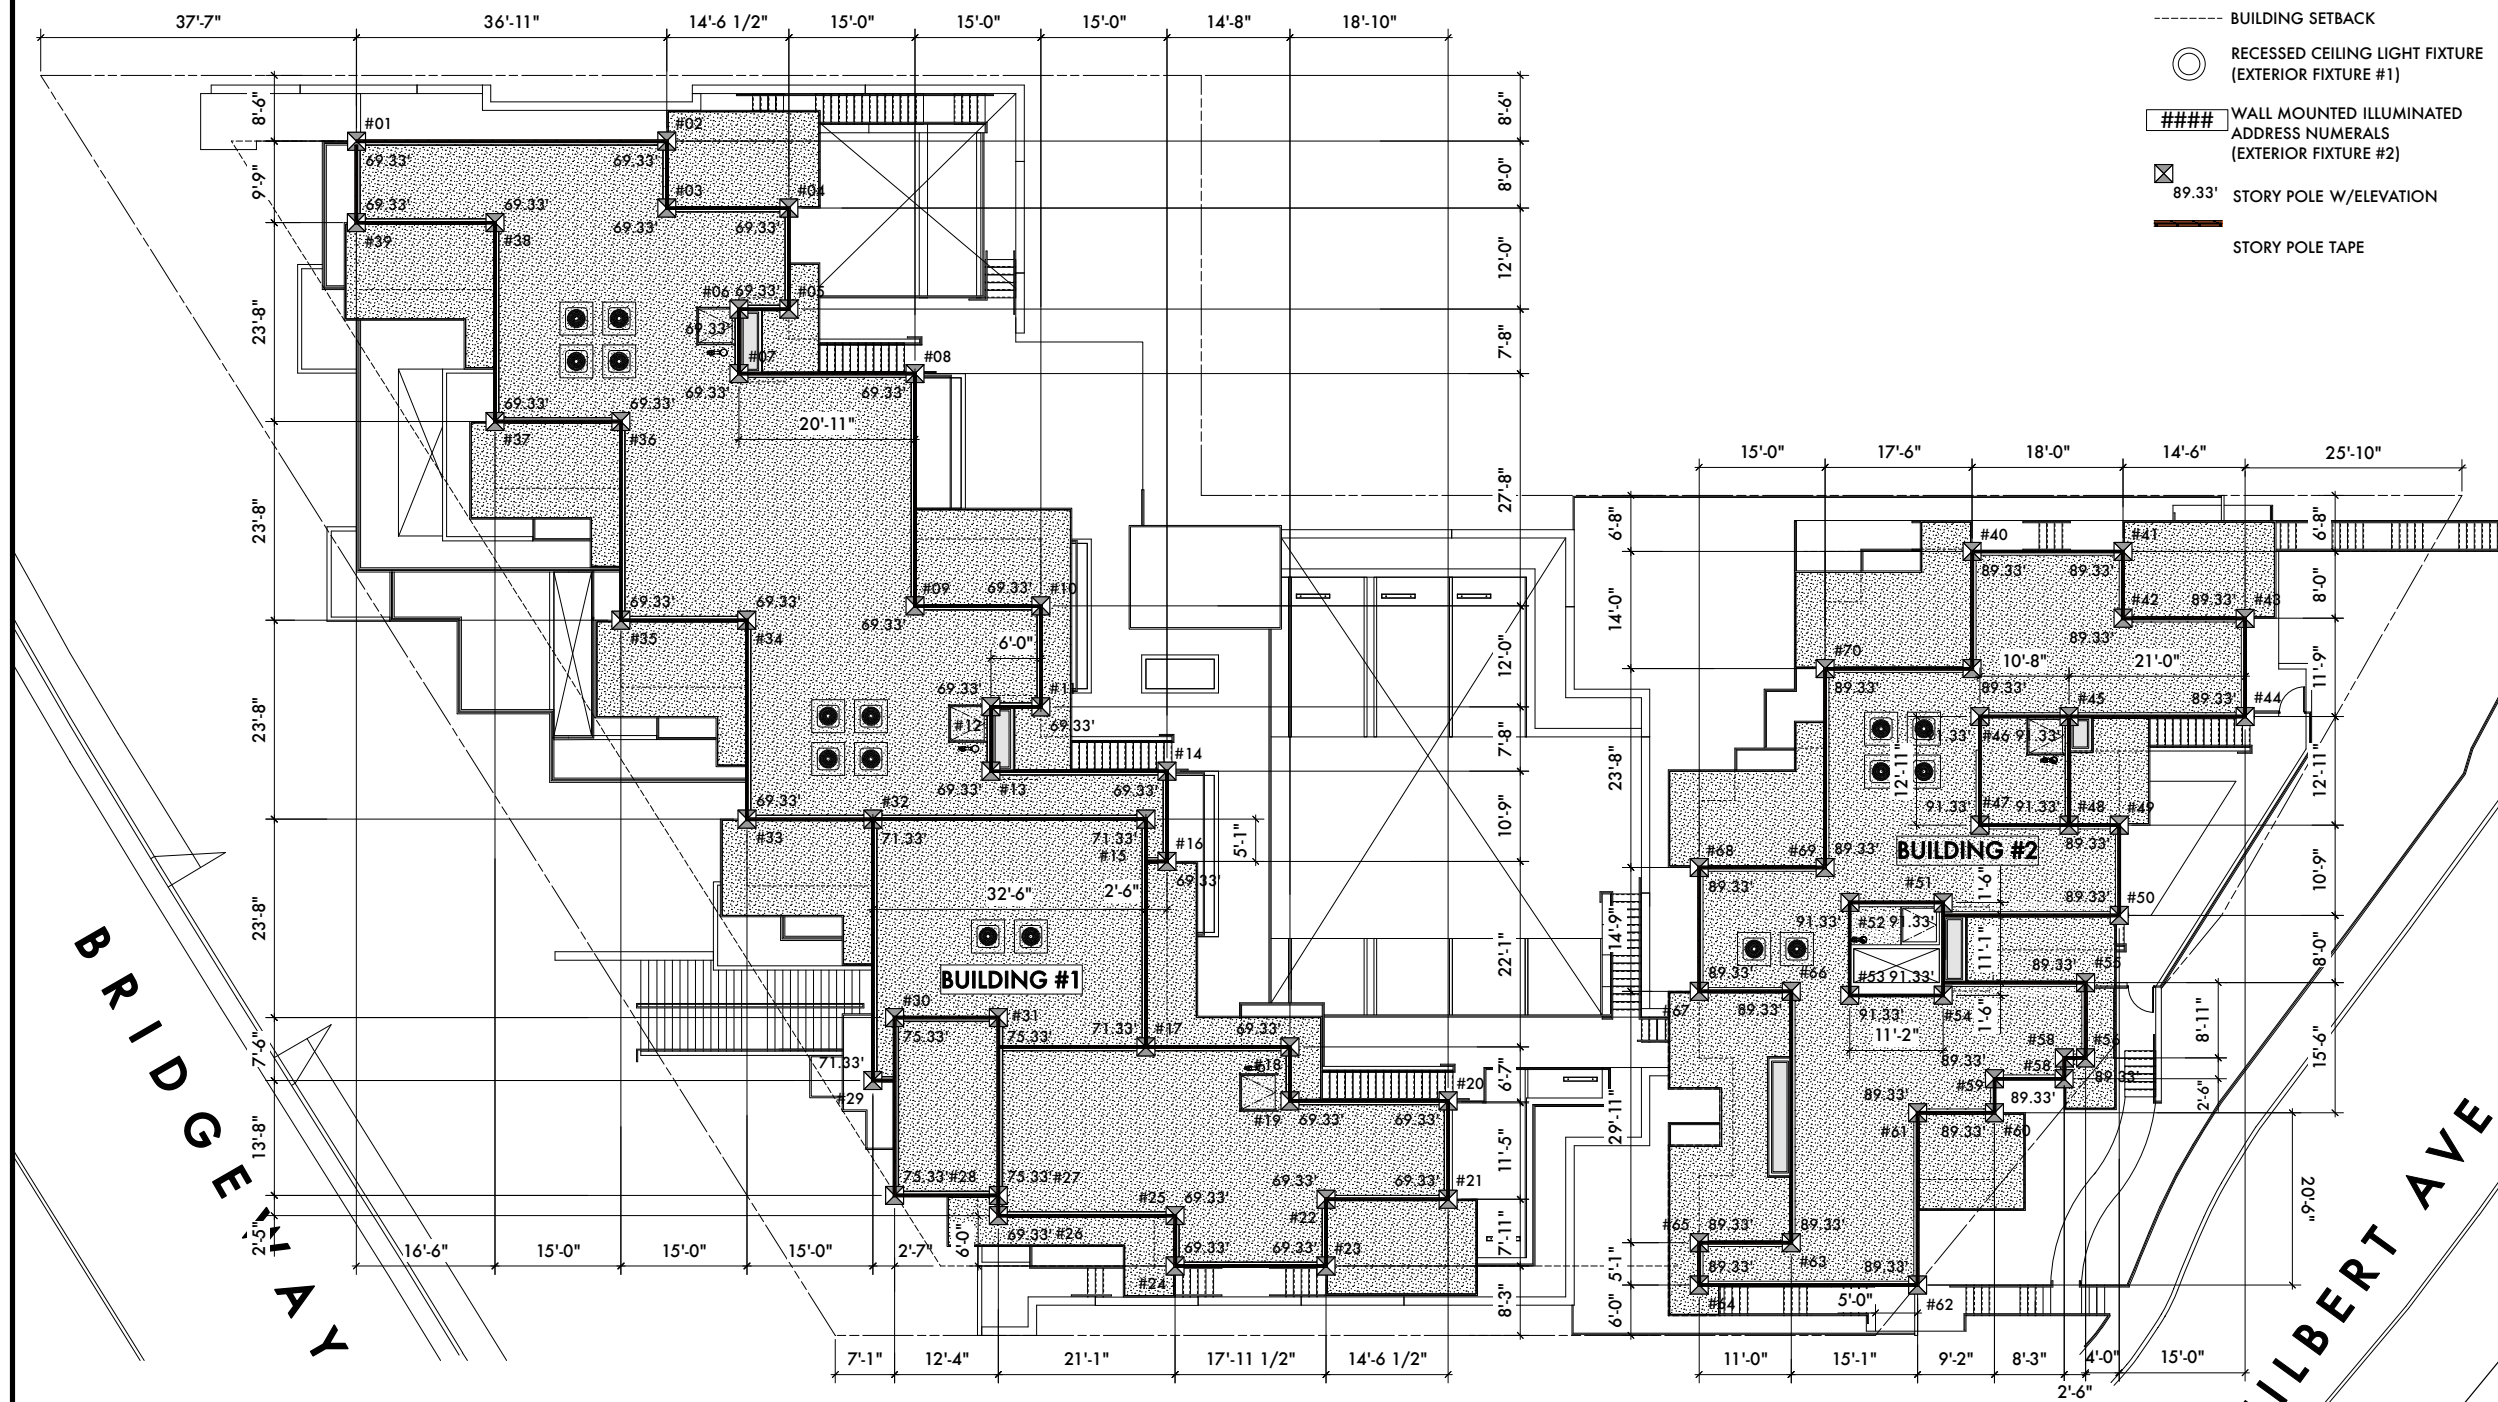 37'-7" 36'-11" 14'-6 1/2" 15'-0" 15'-0" 15'-0" 14'-8" 18'-10"
BUILDING SETBACK
RECESSED CEILING LIGHT FIXTURE
(EXTERIOR FIXTURE #1)
####
WALL MOUNTED ILLUMINATED
ADDRESS NUMERALS
(EXTERIOR FIXTURE #2)
89.33' STORY POLE W/ELEVATION
STORY POLE TAPE
8'-6"
9'-9"
23'-8"
23'-8"
23'-8"
23'-8"
7'-6"
13'-8"
2'-5"
#01 #02
69.33' 69.33'
#03 #04
69.33' 69.33' 69.33' 69.33'
#39 #38
#06 69.33' #05
69.33'
#07 #08
69.33' 69.33'
69.33' 69.33'
20'-11"
#37 #36
#09 69.33' #10
69.33'
69.33' 69.33'
#35 #34
6'-0"
69.33' #11
#12 69.33'
#14
69.33' #13 69.33'
69.33' #32
#33 71.33' 71.33'
#15 #16
69.33'
5'-1"
32'-6" 2'-6"
BUILDING #1
#30 #31
75.33' 75.33' 71.33' #17 69.33'
71.33' #18
#29
#20
#19 69.33' 69.33'
75.33' #28 75.33' #27
69.33' 69.33' #21
#25 69.33'
#22
69.33' #26
69.33' 69.33' #23
#24
6'-0"
16'-6" 15'-0" 15'-0" 15'-0" 2'-7"
7'-1" 12'-4" 21'-1" 17'-11 1/2" 14'-6 1/2"
8'-6"
8'-0"
12'-0"
7'-8"
27'-8"
12'-0"
7'-8"
10'-9"
22'-1"
6'-7"
11'-5"
7'-11"
8'-3"
15'-0" 17'-6" 18'-0" 14'-6" 25'-10"
6'-8"
14'-0"
23'-8"
14'-9"
29'-11"
5'-1"
6'-0"
#40 #41
89.33' 89.33'
#42 89.33' #43
89.33'
#70
89.33' 89.33'
10'-8" 21'-0"
#45 89.33' #44
91.33' #46 91.33'
12'-11"
91.33' #47 91.33' #48 #49
#68 #69 89.33' 89.33'
BUILDING #2
89.33'
#51 1'-6" 89.33' #50
91.33' #52 91.33'
11'-1"
89.33' #66 #53 91.33' 89.33' #55
#67 89.33' 91.33' #54
1'-6"
11'-2"
#58 #56
89.33' #58
#59 89.33'
89.33' 89.33'
#61 89.33' #60
#65 89.33' 89.33'
#63
89.33' 89.33'
#64 5'-0" #62
6'-8"
8'-0"
11'-9"
12'-11"
10'-9"
8'-0"
15'-6"
8'-11"
2'-6"
20'-6"
11'-0" 15'-1" 9'-2" 8'-3" 4'-0" 15'-0"
2'-6"
BRIDGEWAY
ILBERT AVE